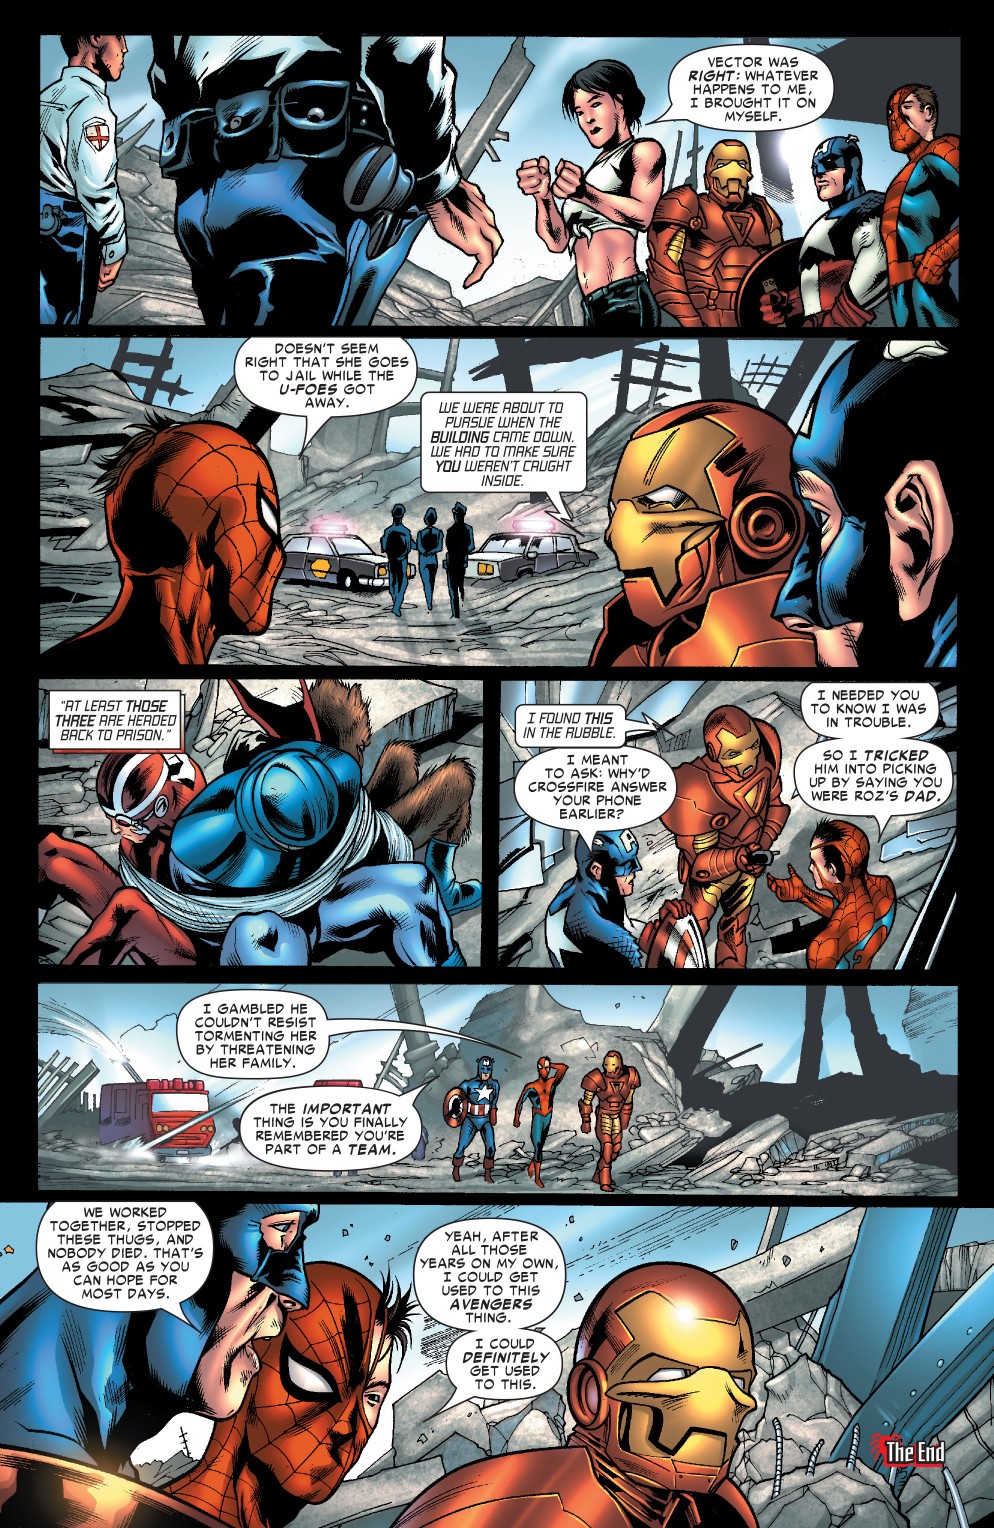 VECTOR WAS
RIGHT: WHATEVER
HAPPENS TO ME,
I BROUGHT IT ON
MYSELF.
DOESN'T SEEM
RIGHT THAT SHE GOES
TO JAIL WHILE THE
U-FOES GOT
AWAY.
WE WERE ABOUT TO
PURSUE WHEN THE
BUILDING CAME DOWN.
WE HAD TO MAKE SURE
YOU WEREN'T CAUGHT
INSIDE.
"AT LEAST THOSE
THREE ARE HEADED
BACK TO PRISON."
I FOUND THIS
IN THE RUBBLE.
I MEANT
TO ASK: WHY'D
CROSSFIRE ANSWER
YOUR PHONE
EARLIER?
I NEEDED YOU
TO KNOW I WAS
IN TROUBLE.
SO I TRICKED
HIM INTO PICKING
UP BY SAYING YOU
WERE ROZ'S DAD.
I GAMBLED HE
COULDN'T RESIST
TORMENTING HER
BY THREATENING
HER FAMILY.
THE IMPORTANT
THING IS YOU FINALLY
REMEMBERED YOU'RE
PART OF A TEAM.
WE WORKED
TOGETHER, STOPPED
THESE THUGS, AND
NOBODY DIED. THAT'S
AS GOOD AS YOU
CAN HOPE FOR
MOST DAYS.
YEAH, AFTER
ALL THOSE
YEARS ON MY OWN,
I COULD GET
USED TO THIS
AVENGERS
THING.
I COULD
DEFINITELY
GET USED
TO THIS.
The End